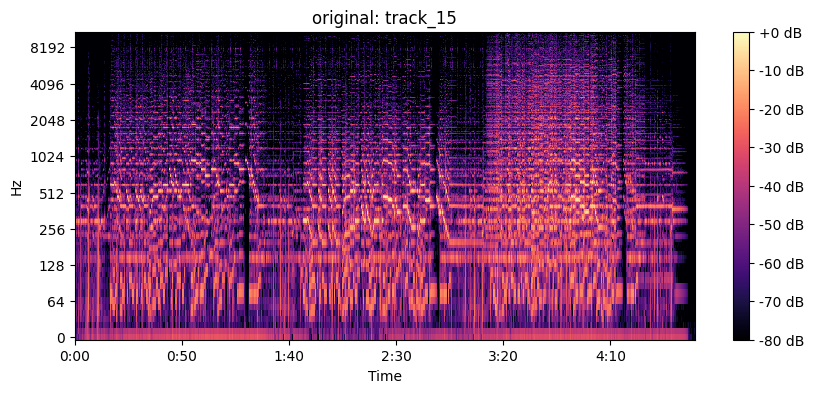 original: track_15
8192
4096
2048
1024
512
256
128
64
0
Hz
0:00
0:50
1:40
2:30
3:20
4:10
Time
+0 dB
-10 dB
-20 dB
-30 dB
-40 dB
-50 dB
-60 dB
-70 dB
-80 dB